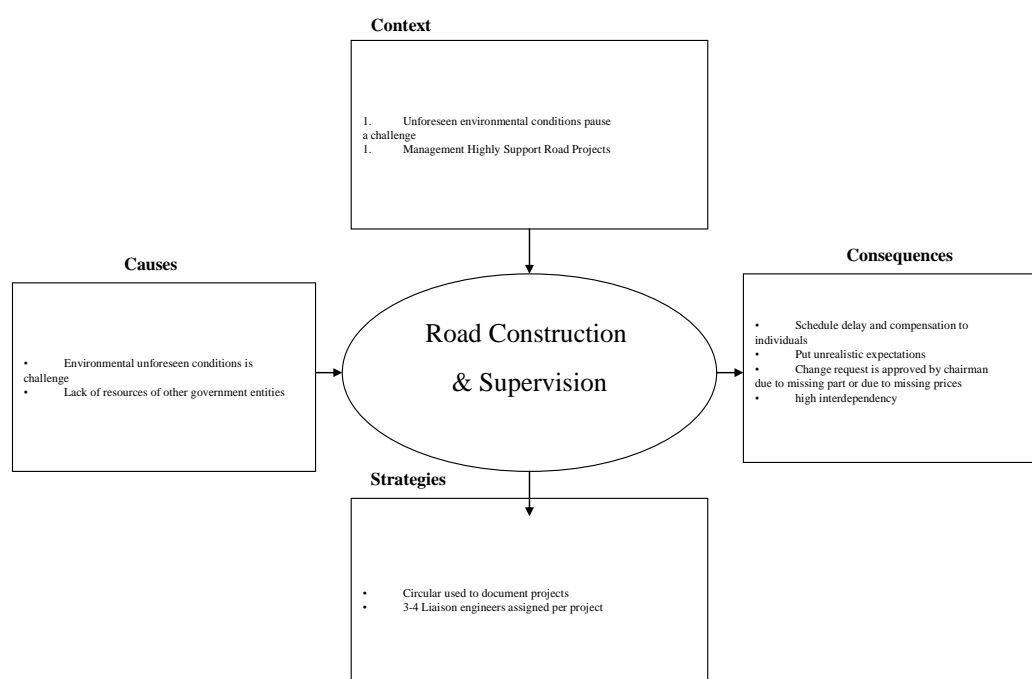 Context
1. Unforeseen environmental conditions pause
a challenge
1. Management Highly Support Road Projects
Causes
• Environmental unforeseen conditions is
challenge
• Lack of resources of other government entities
Road Construction
& Supervision
Consequences
• Schedule delay and compensation to
individuals
• Put unrealistic expectations
• Change request is approved by chairman
due to missing part or due to missing prices
• high interdependency
Strategies
• Circular used to document projects
• 3-4 Liaison engineers assigned per project